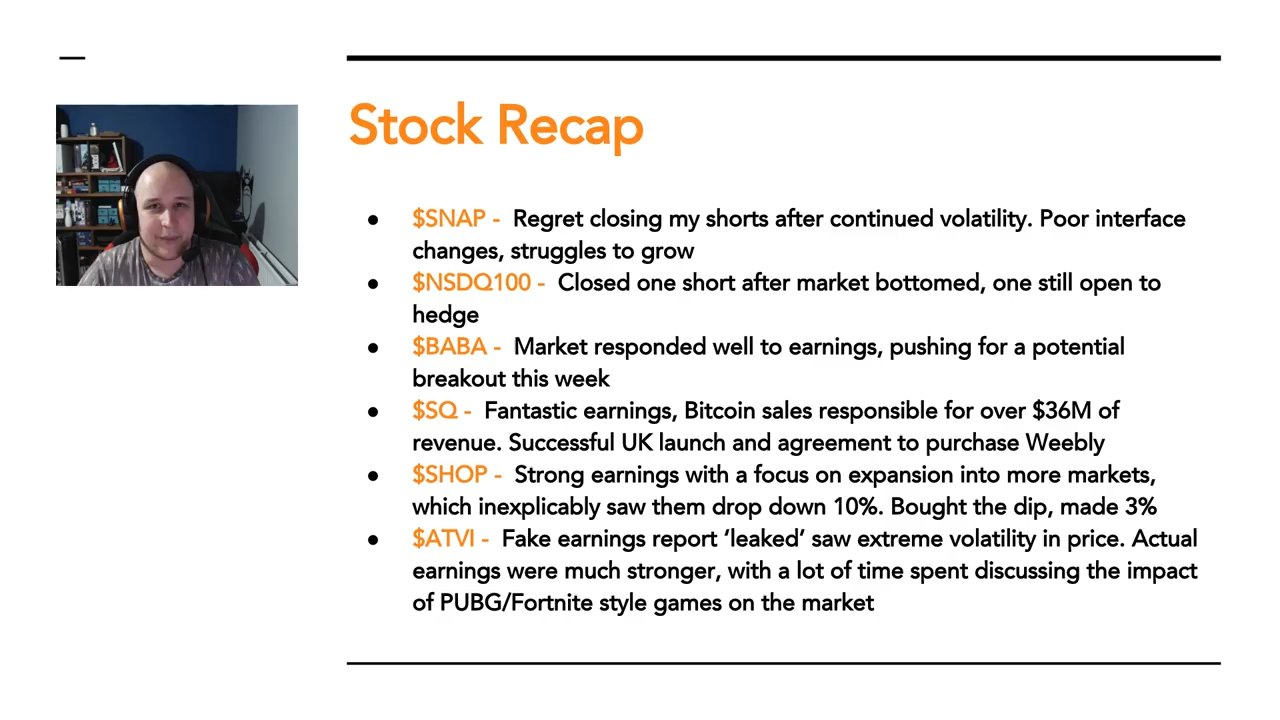 Stock Recap
● $SNAP - Regret closing my shorts after continued volatility. Poor interface
changes, struggles to grow
● $NSDQ100 - Closed one short after market bottomed, one still open to
hedge
● $BABA - Market responded well to earnings, pushing for a potential
breakout this week
● $SQ - Fantastic earnings, Bitcoin sales responsible for over $36M of
revenue. Successful UK launch and agreement to purchase Weebly
● $SHOP - Strong earnings with a focus on expansion into more markets,
which inexplicably saw them drop down 10%. Bought the dip, made 3%
● $ATVI - Fake earnings report ‘leaked’ saw extreme volatility in price. Actual
earnings were much stronger, with a lot of time spent discussing the impact
of PUBG/Fortnite style games on the market